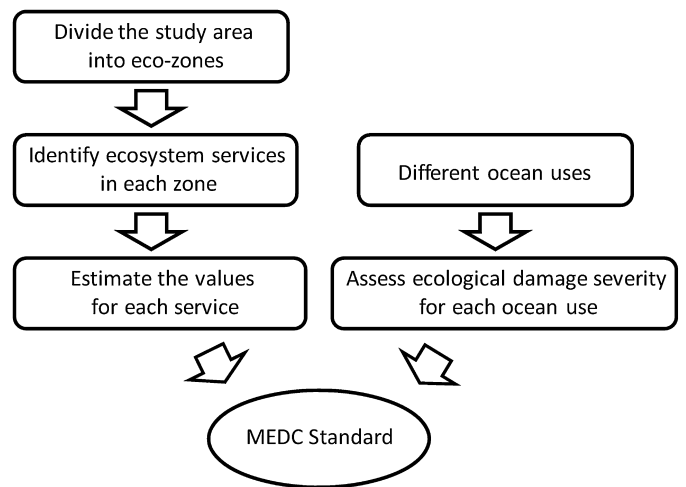 Divide the study area
into eco-zones
Identify ecosystem services
in each zone
Estimate the values
for each service
Different ocean uses
Assess ecological damage severity
for each ocean use
MEDC Standard